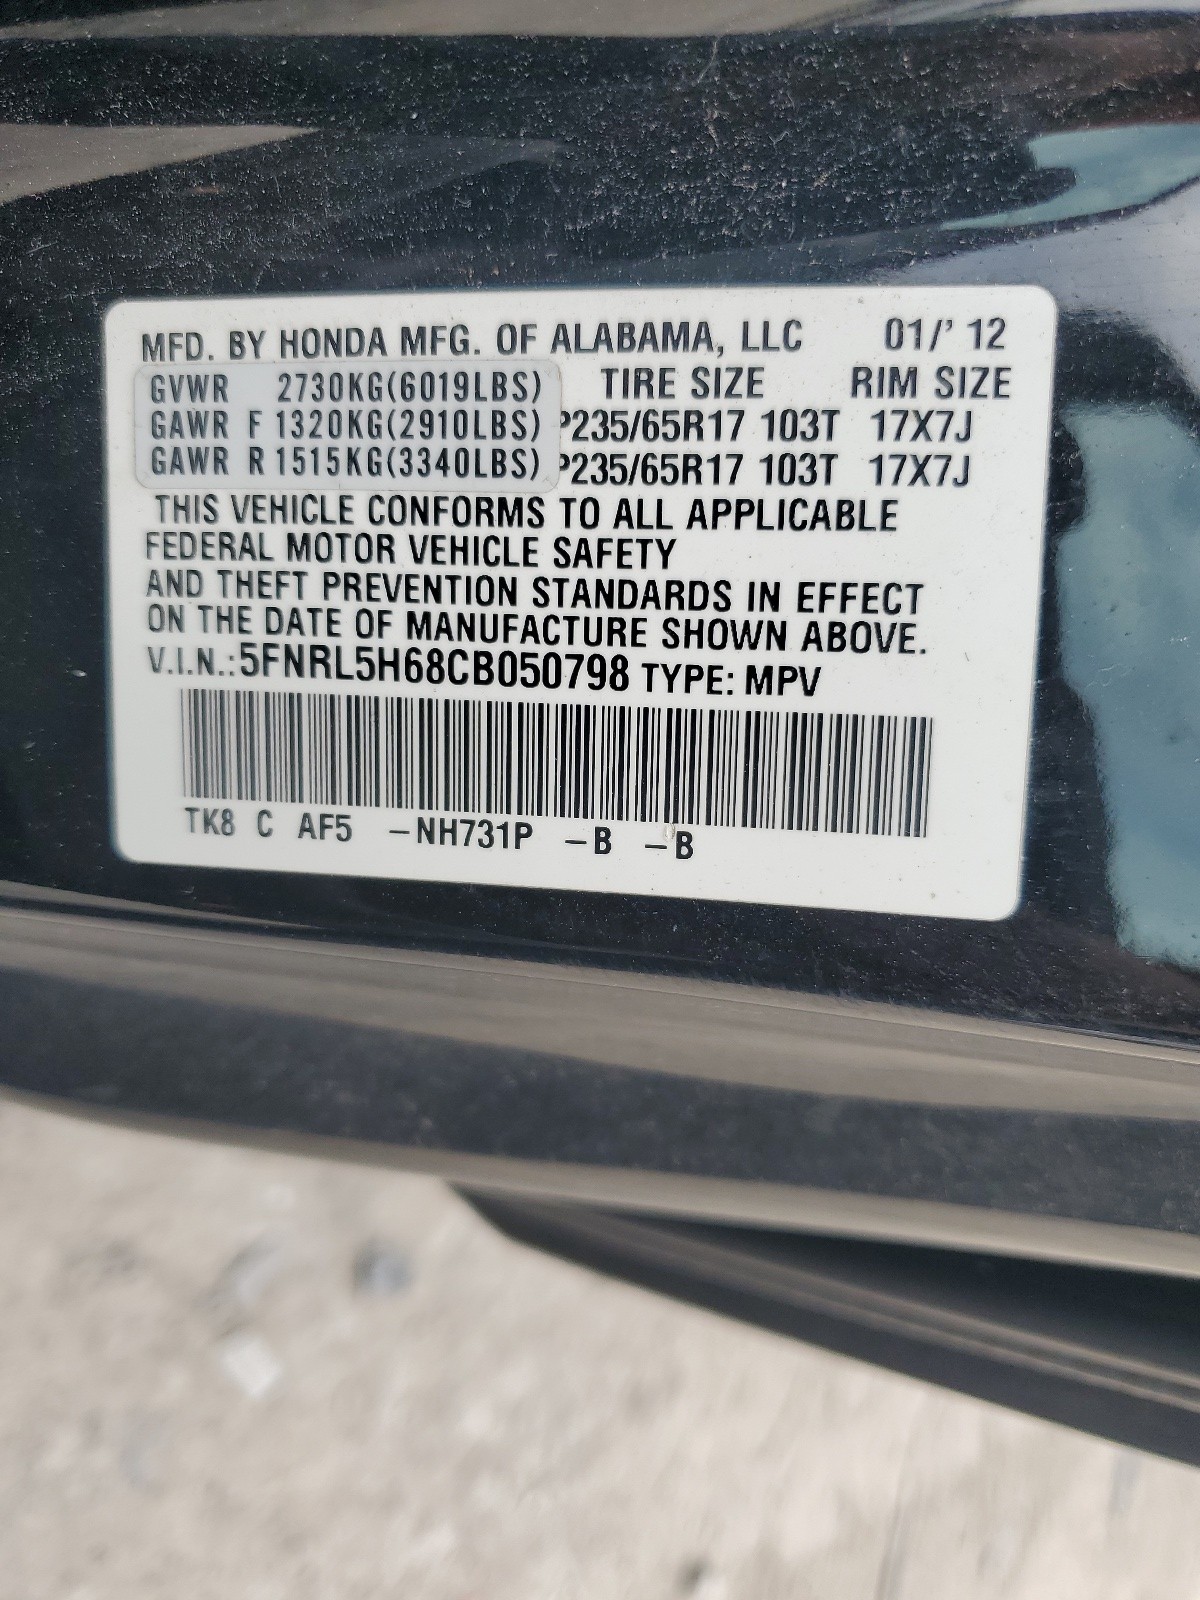 MFD. BY HONDA MFG. OF ALABAMA, LLC 01/' 12
GVWR 2730KG(6019LBS) TIRE SIZE RIM SIZE
GAWR F 1320KG(2910LBS) P235/65R17 103T 17X7J
GAWR R 1515KG(3340LBS) P235/65R17 103T 17X7J
THIS VEHICLE CONFORMS TO ALL APPLICABLE
FEDERAL MOTOR VEHICLE SAFETY
AND THEFT PREVENTION STANDARDS IN EFFECT
ON THE DATE OF MANUFACTURE SHOWN ABOVE.
V.I.N.: 5FNRL5H68CB050798 TYPE: MPV
TK8 C AF5 -NH731P -B -B